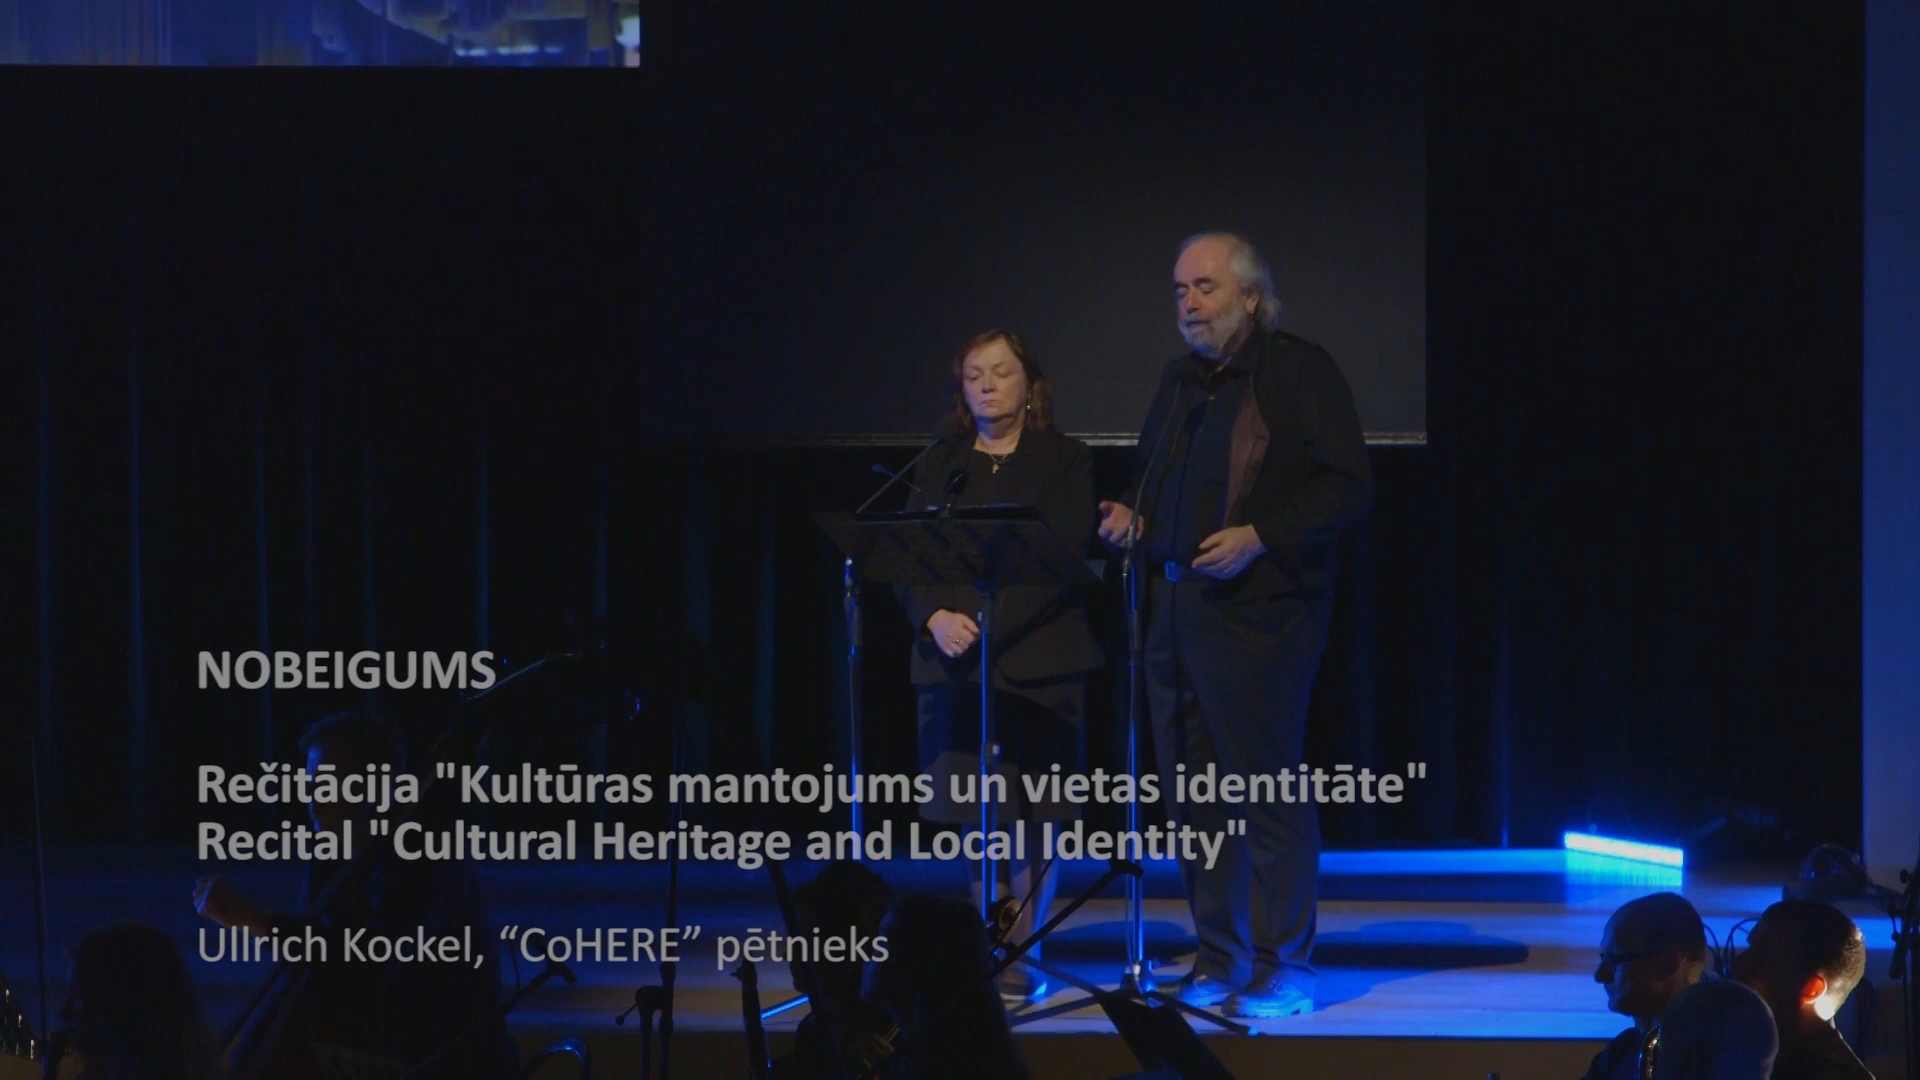 NOBEIGUMS
Rečitācija "Kultūras mantojums un vietas identitāte"
Recital "Cultural Heritage and Local Identity"
Ullrich Kockel, “CoHERE” pētnieks